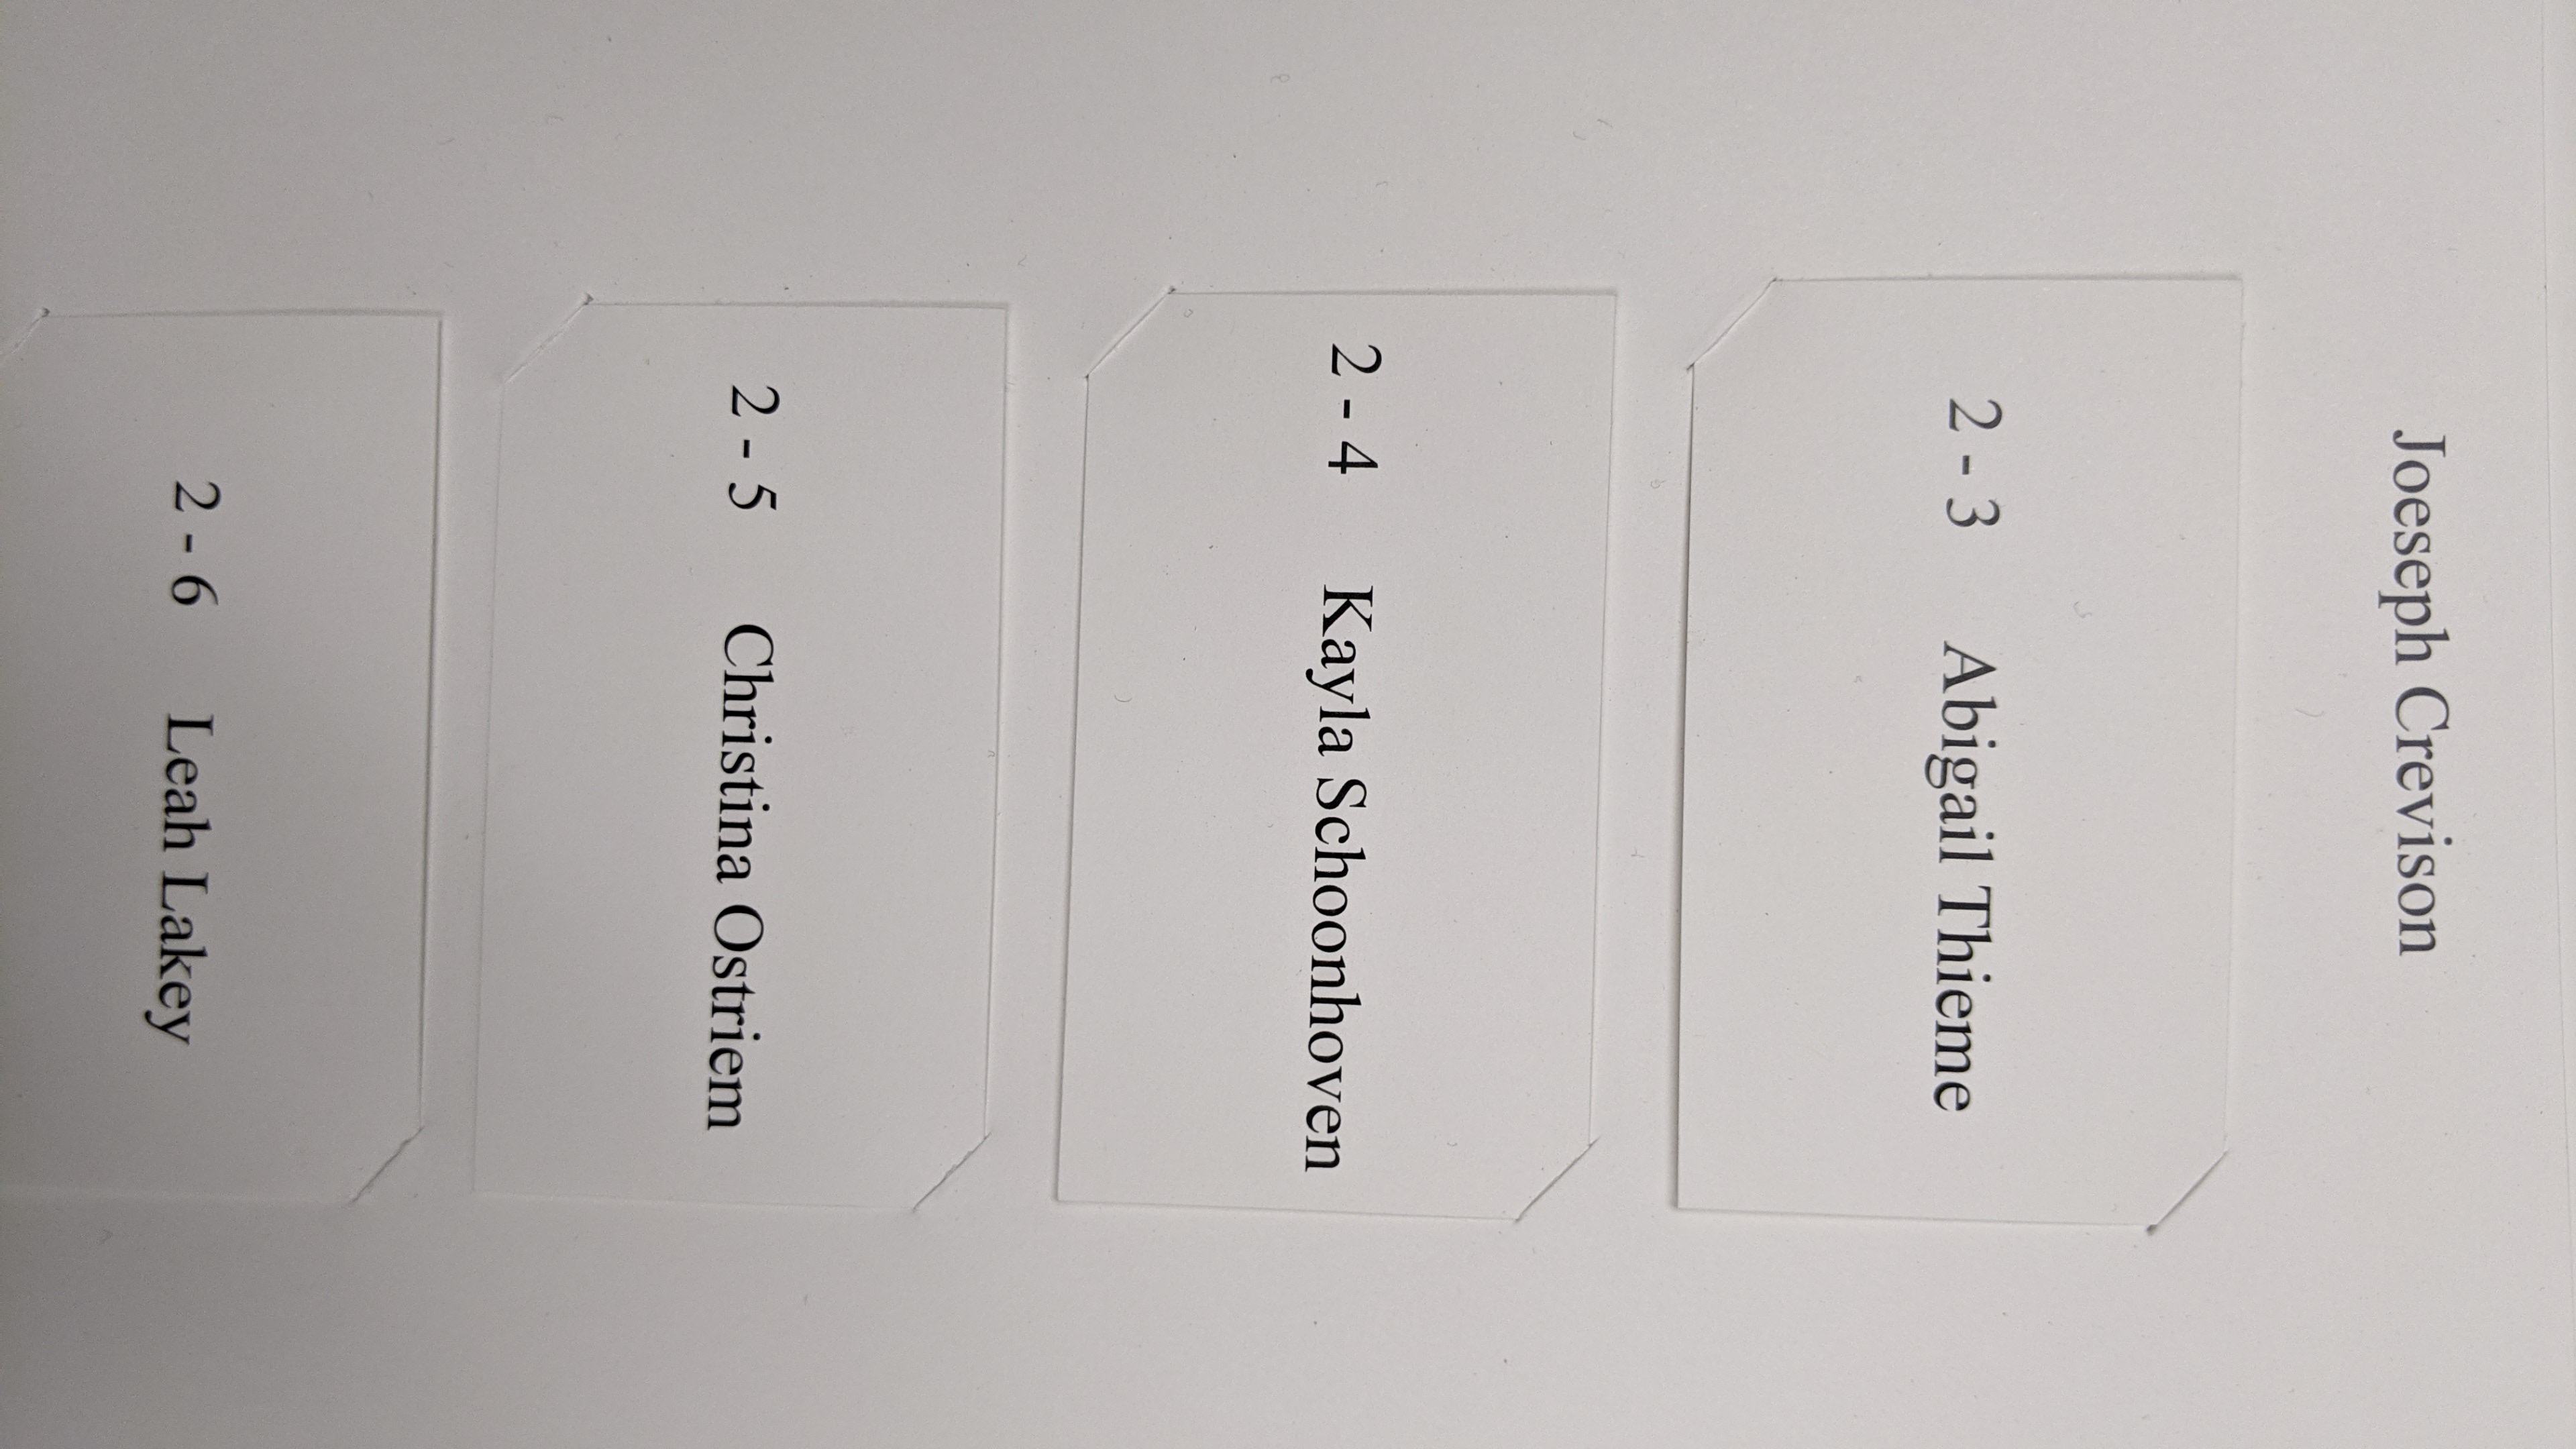 Joeseph Crevison
2 - 3 Abigail Thieme
2 - 4 Kayla Schoonhoven
2 - 5 Christina Ostriem
2 - 6 Leah Lakey